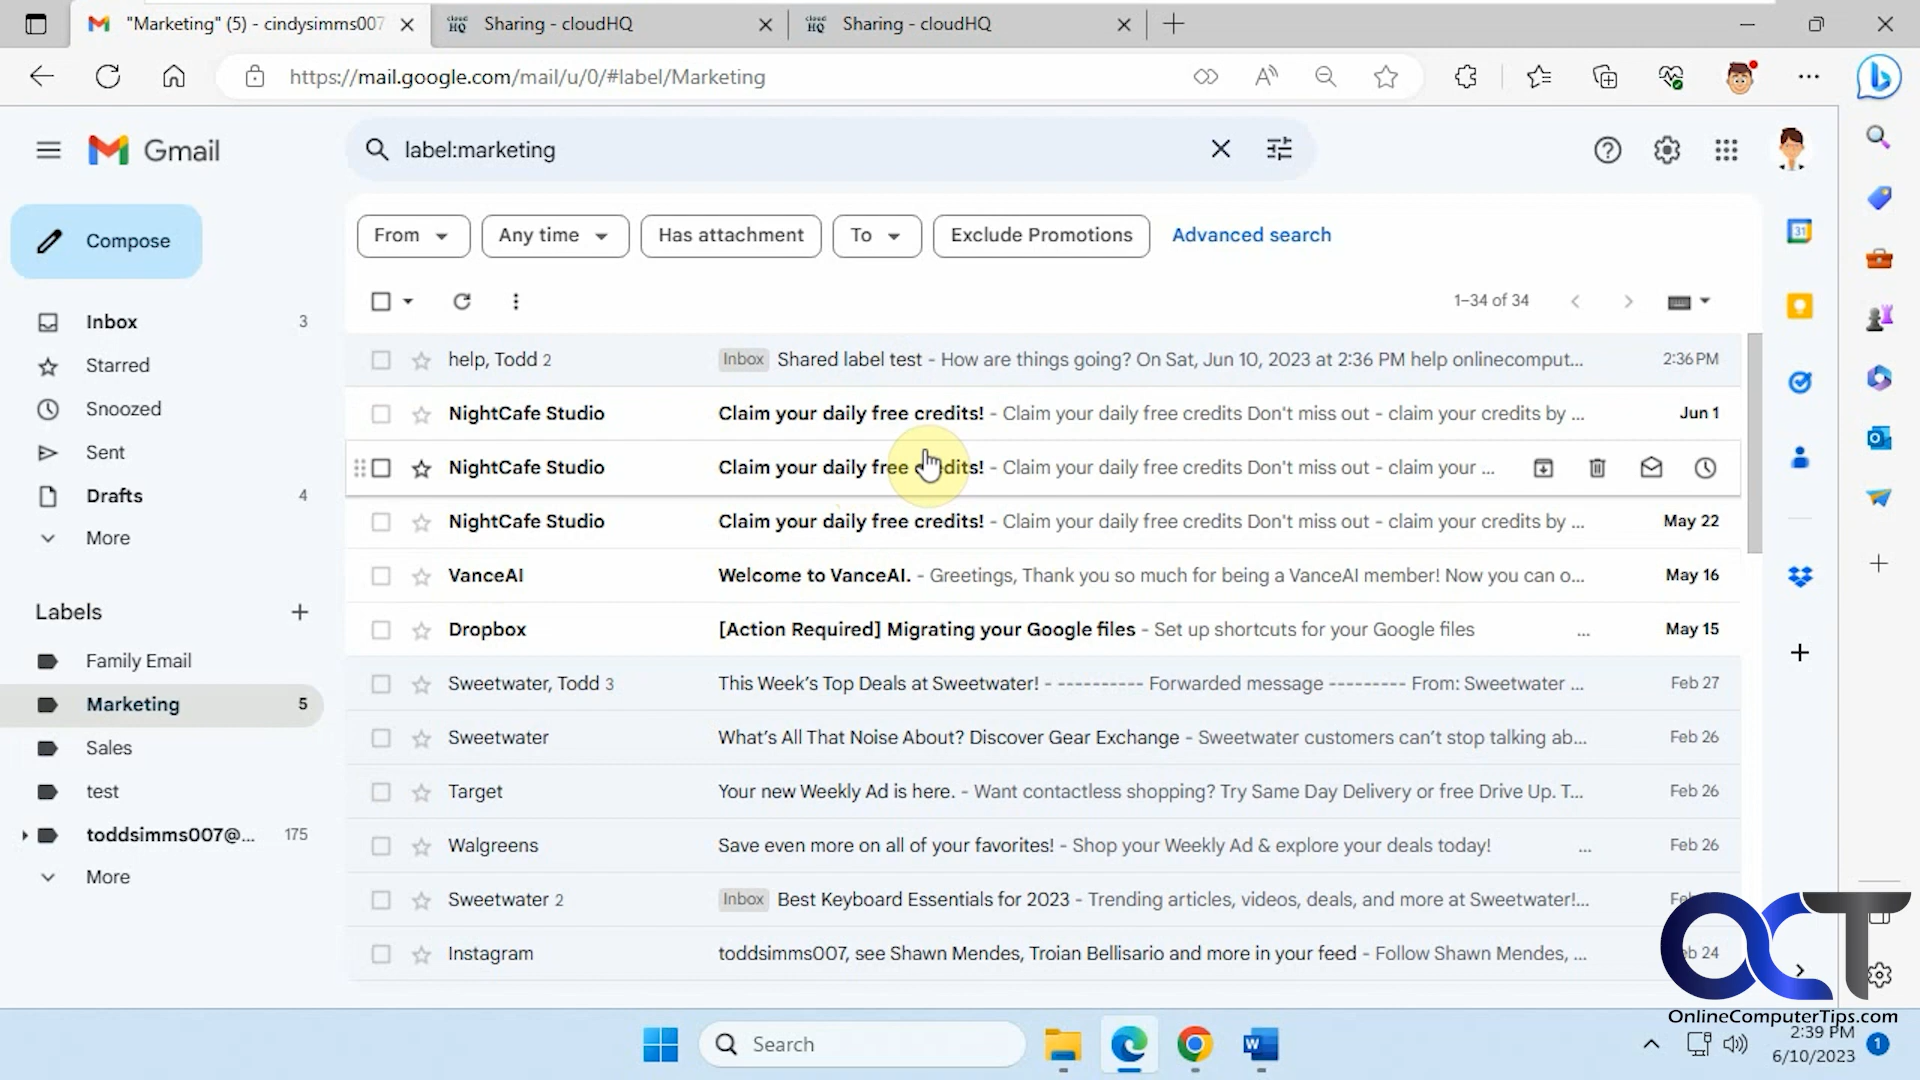 "Marketing" (5) - cindysimms007
Sharing - cloudHQ
Sharing - cloudHQ
https://mail.google.com/mail/u/0/#label/Marketing
Gmail
label:marketing
Compose
From
Any time
Has attachment
To
Exclude Promotions
Advanced search
1–34 of 34
Inbox 3
Starred
Snoozed
Sent
Drafts 4
More
Labels
Family Email
Marketing 5
Sales
test
toddsimms007@... 175
More
help, Todd 2 Inbox Shared label test - How are things going? On Sat, Jun 10, 2023 at 2:36 PM help onlinecomput... 2:36 PM
NightCafe Studio Claim your daily free credits! - Claim your daily free credits Don't miss out - claim your credits by ... Jun 1
NightCafe Studio Claim your daily free credits! - Claim your daily free credits Don't miss out - claim your ...
NightCafe Studio Claim your daily free credits! - Claim your daily free credits Don't miss out - claim your credits by ... May 22
VanceAI Welcome to VanceAI. - Greetings, Thank you so much for being a VanceAI member! Now you can o... May 16
Dropbox [Action Required] Migrating your Google files - Set up shortcuts for your Google files ... May 15
Sweetwater, Todd 3 This Week's Top Deals at Sweetwater! - ---------- Forwarded message --------- From: Sweetwater ... Feb 27
Sweetwater What's All That Noise About? Discover Gear Exchange - Sweetwater customers can't stop talking ab... Feb 26
Target Your new Weekly Ad is here. - Want contactless shopping? Try Same Day Delivery or free Drive Up. T... Feb 26
Walgreens Save even more on all of your favorites! - Shop your Weekly Ad & explore your deals today! ... Feb 26
Sweetwater 2 Inbox Best Keyboard Essentials for 2023 - Trending articles, videos, deals, and more at Sweetwater!...
Instagram toddsimms007, see Shawn Mendes, Troian Bellisario and more in your feed - Follow Shawn Mendes, ... 24
31
OCT
OnlineComputerTips.com
Search
2:39 PM
6/10/2023
1